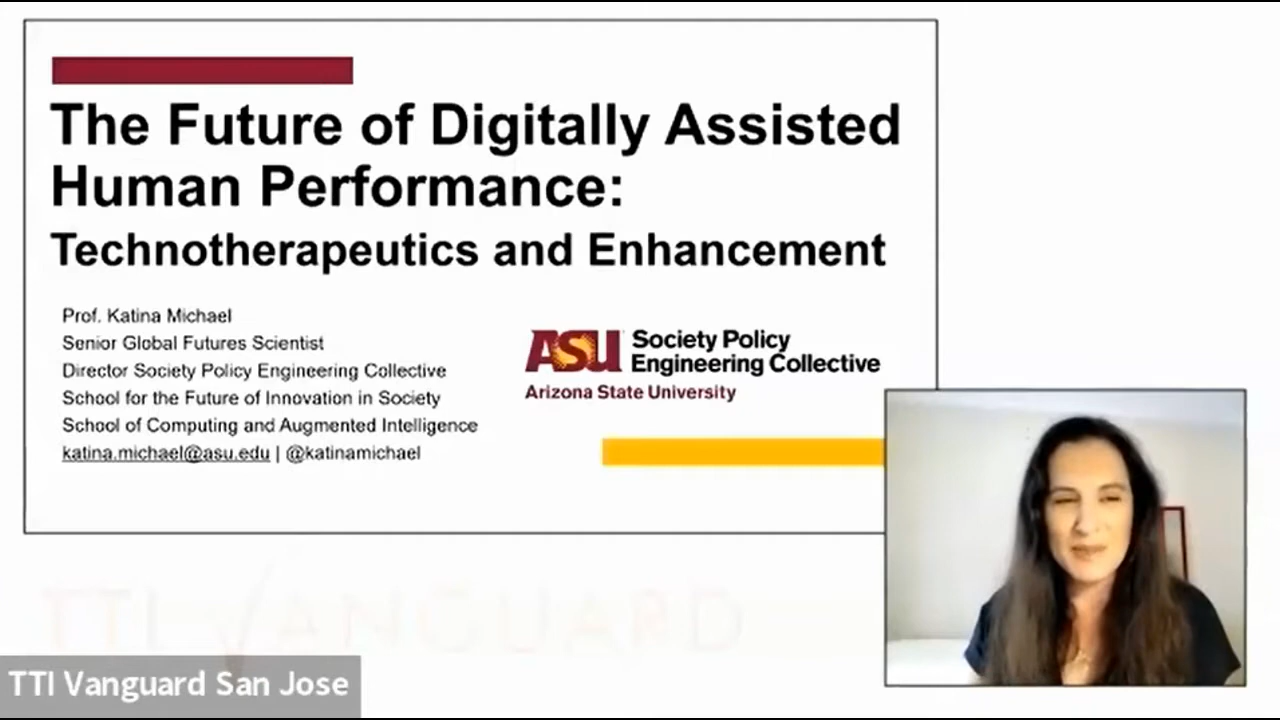 The Future of Digitally Assisted
Human Performance:
Technotherapeutics and Enhancement
Prof. Katina Michael
Senior Global Futures Scientist
Director Society Policy Engineering Collective
School for the Future of Innovation in Society
School of Computing and Augmented Intelligence
katina.michael@asu.edu | @katinamichael
ASU Society Policy
Engineering Collective
Arizona State University
TTI VANGUARD
TTI Vanguard San Jose